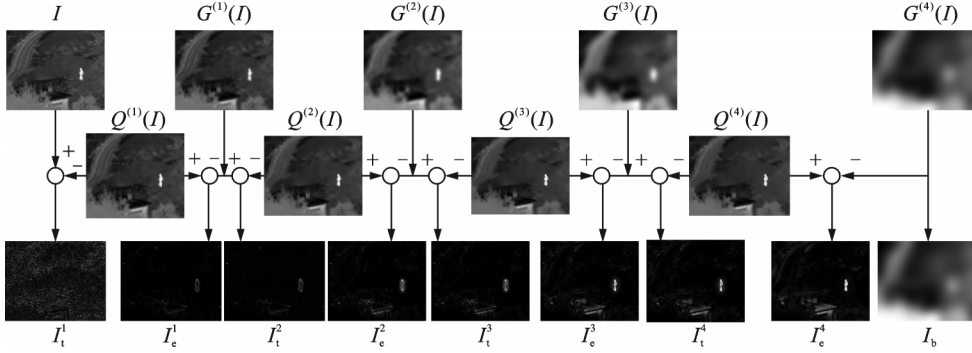 I G⁽¹⁾(I) G⁽²⁾(I) G⁽³⁾(I) G⁽⁴⁾(I)
Q⁽¹⁾(I) Q⁽²⁾(I) Q⁽³⁾(I) Q⁽⁴⁾(I)
+ − + − + − + − + − + − + − + −
I_t^1 I_e^1 I_t^2 I_e^2 I_t^3 I_e^3 I_t^4 I_e^4 I_b